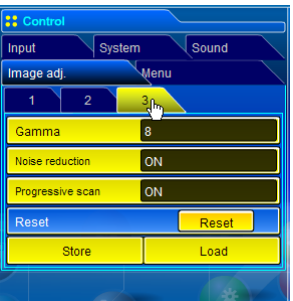 Control
Input System Sound
Image adj. Menu
1 2 3
Gamma 8
Noise reduction ON
Progressive scan ON
Reset Reset
Store Load